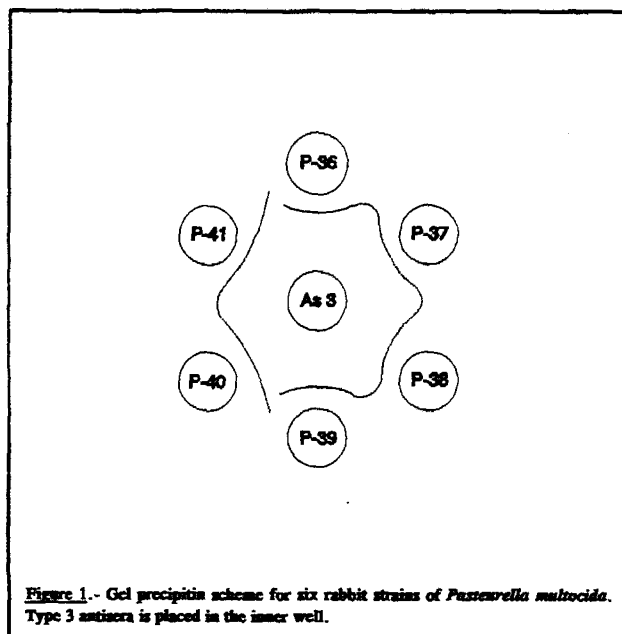 P-36
P-41
P-37
As 3
P-40
P-38
P-39
Figure 1.- Gel precipitin scheme for six rabbit strains of Pasteurella multocida.
Type 3 antisera is placed in the inner well.